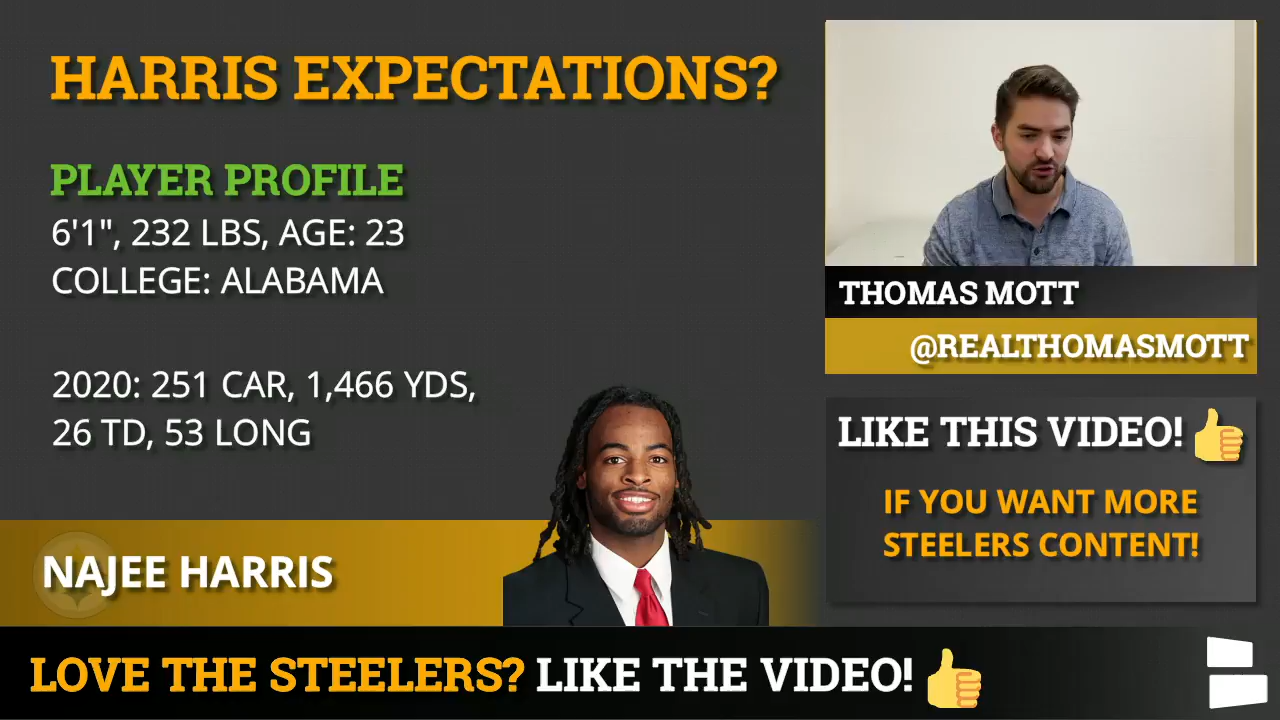 HARRIS EXPECTATIONS?
PLAYER PROFILE
6'1", 232 LBS, AGE: 23
COLLEGE: ALABAMA
2020: 251 CAR, 1,466 YDS,
26 TD, 53 LONG
NAJEE HARRIS
THOMAS MOTT
@REALTHOMASMOTT
LIKE THIS VIDEO!
IF YOU WANT MORE
STEELERS CONTENT!
LOVE THE STEELERS? LIKE THE VIDEO!